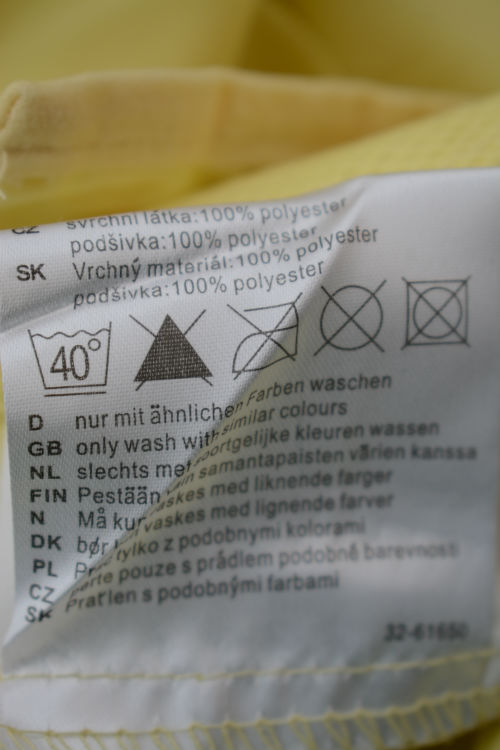 CZ svrchní látka:100% polyester
podšívka:100% polyester
SK Vrchný materiál:100% polyester
podšívka:100% polyester
40°
D nur mit ähnlichen Farben waschen
GB only wash with similar colours
NL slechts met soortgelijke kleuren wassen
FIN Pestään samantapaisten värien kanssa
N Må kun vaskes med liknende farger
DK bør vaskes med lignende farver
PL tylko z podobnymi kolorami
CZ Perte pouze s prádlem podobné barevnosti
SK Prať len s podobnými farbami
32-61650